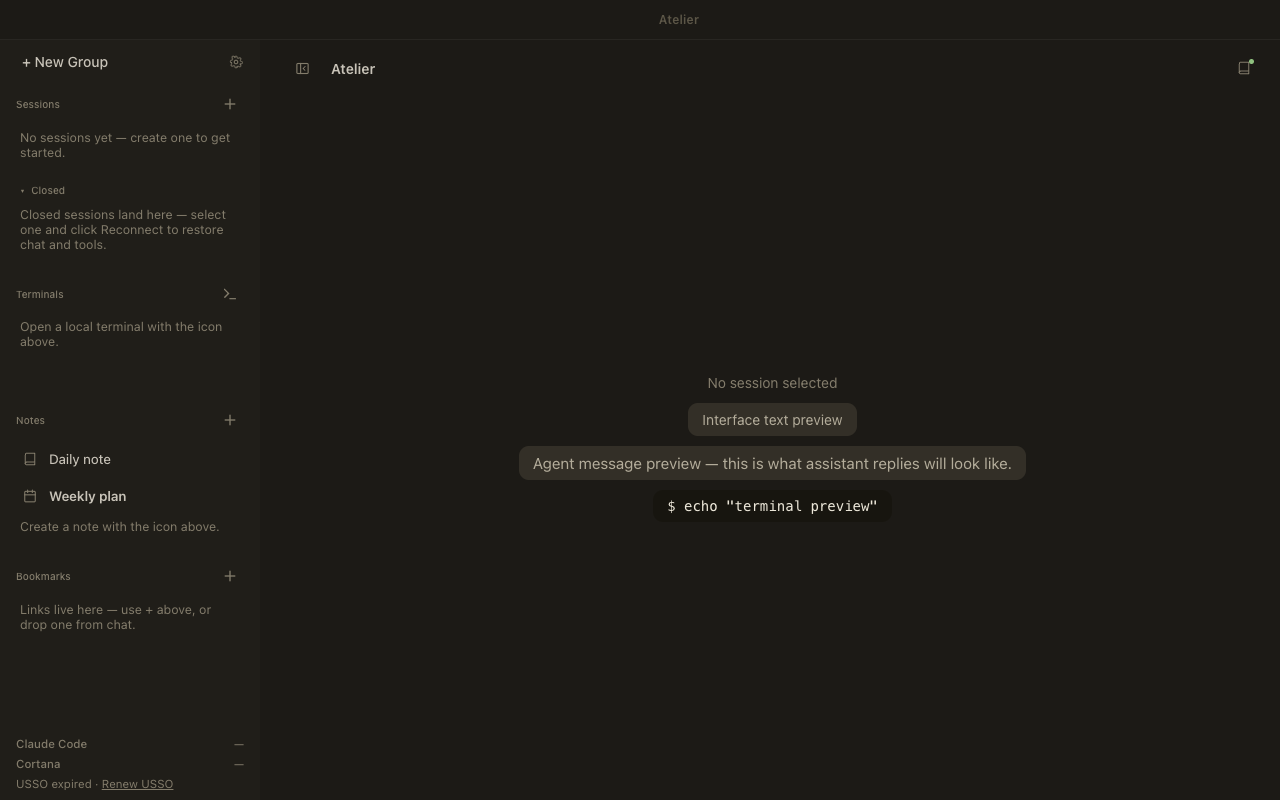 Atelier
+ New Group
Sessions
No sessions yet — create one to get
started.
Closed
Closed sessions land here — select
one and click Reconnect to restore
chat and tools.
Terminals
Open a local terminal with the icon
above.
Notes
Daily note
Weekly plan
Create a note with the icon above.
Bookmarks
Links live here — use + above, or
drop one from chat.
Claude Code —
Cortana —
USSO expired · Renew USSO
Atelier
No session selected
Interface text preview
Agent message preview — this is what assistant replies will look like.
$ echo "terminal preview"